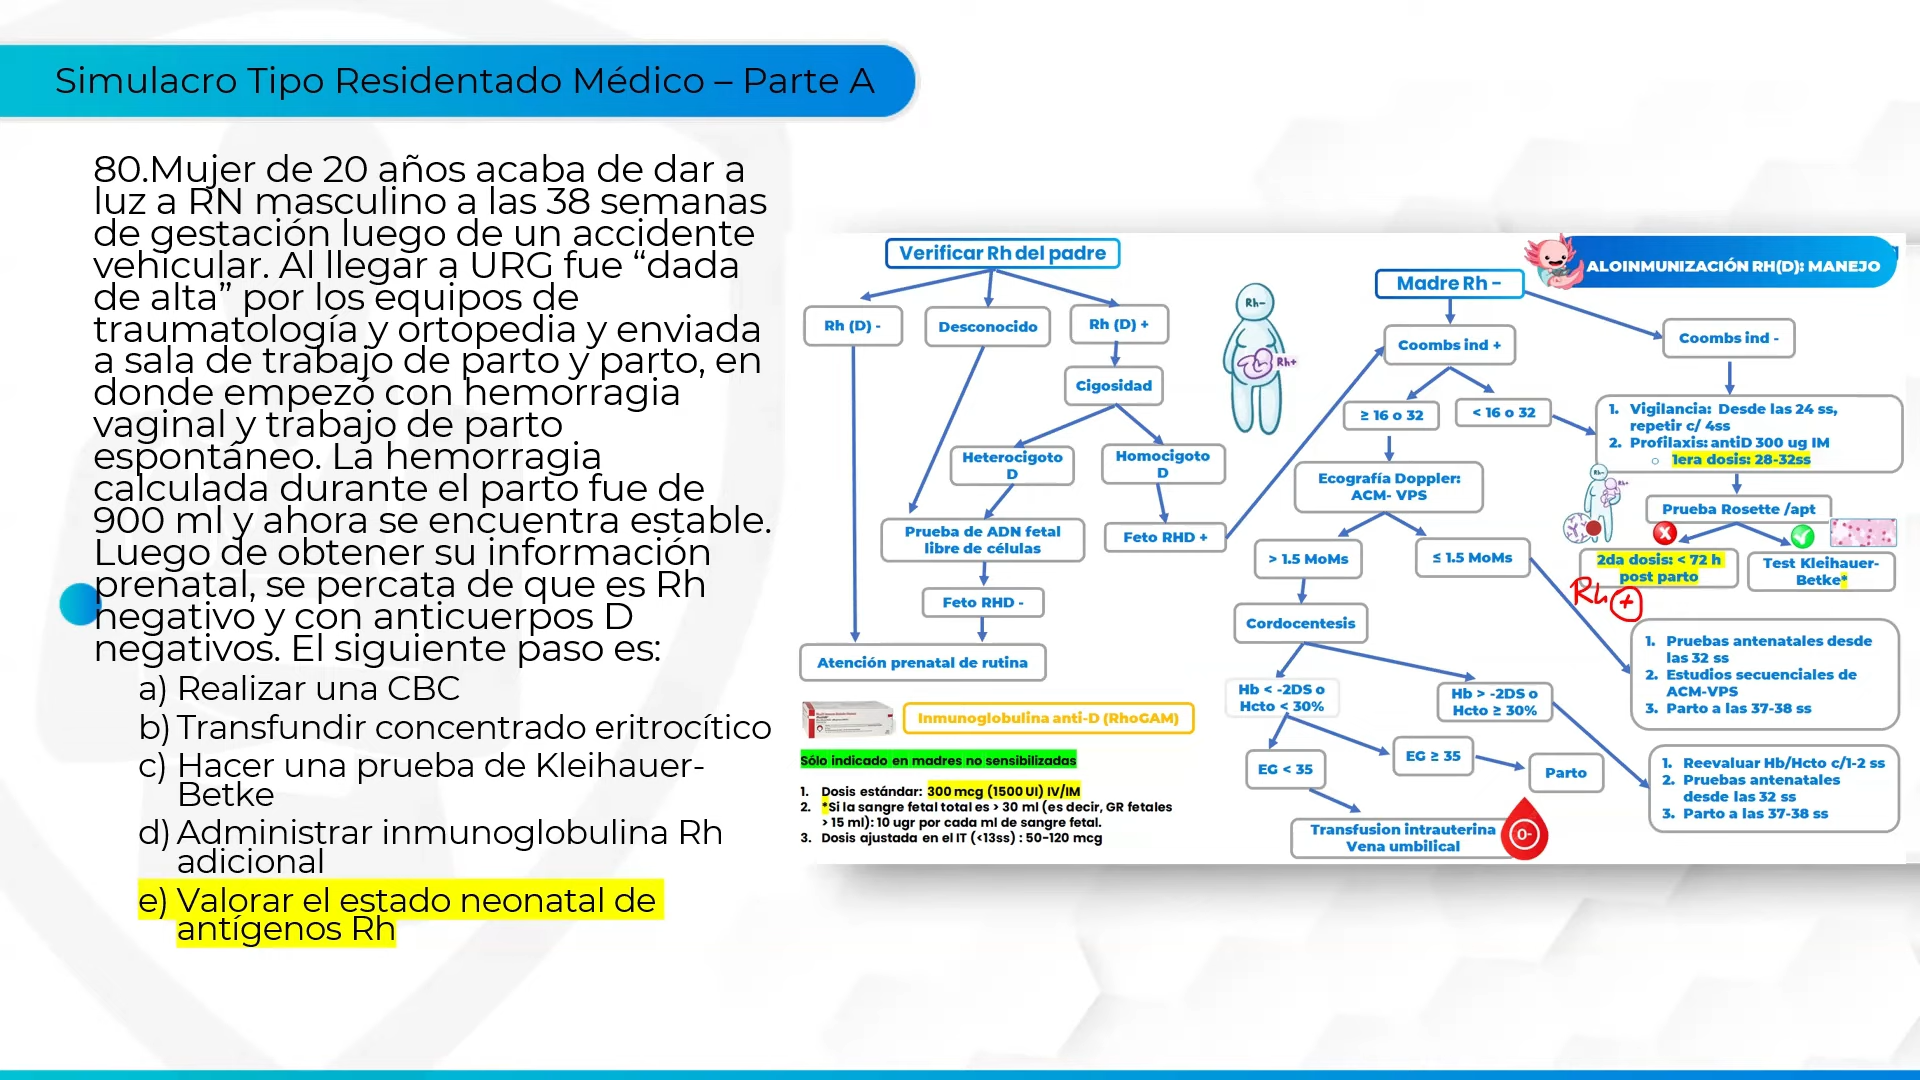 Simulacro Tipo Residentado Médico – Parte A
80.Mujer de 20 años acaba de dar a
luz a RN masculino a las 38 semanas
de gestación luego de un accidente
vehicular. Al llegar a URG fue “dada
de alta” por los equipos de
traumatología y ortopedia y enviada
a sala de trabajo de parto y parto, en
donde empezó con hemorragia
vaginal y trabajo de parto
espontáneo. La hemorragia
calculada durante el parto fue de
900 ml y ahora se encuentra estable.
Luego de obtener su información
prenatal, se percata de que es Rh
negativo y con anticuerpos D
negativos. El siguiente paso es:
a) Realizar una CBC
b) Transfundir concentrado eritrocítico
c) Hacer una prueba de Kleihauer-
Betke
d) Administrar inmunoglobulina Rh
adicional
e) Valorar el estado neonatal de
antígenos Rh
Verificar Rh del padre
Rh (D) -
Desconocido
Rh (D) +
Cigosidad
Heterocigoto
D
Homocigoto
D
Prueba de ADN fetal
libre de células
Feto RHD +
Feto RHD -
Atención prenatal de rutina
Inmunoglobulina anti-D (RhoGAM)
Sólo indicado en madres no sensibilizadas
1. Dosis estándar: 300 mcg (1500 UI) IV/IM
2. *Si la sangre fetal total es > 30 ml (es decir, GR fetales
> 15 ml): 10 ugr por cada ml de sangre fetal.
3. Dosis ajustada en el IT (<13ss) : 50-120 mcg
Rh-
Rh+
ALOINMUNIZACIÓN RH(D): MANEJO
Madre Rh -
Coombs ind +
Coombs ind -
≥ 16 o 32
< 16 o 32
1. Vigilancia: Desde las 24 ss,
repetir c/ 4ss
2. Profilaxis: antiD 300 ug IM
○ 1era dosis: 28-32ss
Ecografía Doppler:
ACM- VPS
Rh-
Rh+
Prueba Rosette /apt
2da dosis: < 72 h
post parto
Test Kleihauer-
Betke*
Rh +
> 1.5 MoMs
≤ 1.5 MoMs
Cordocentesis
1. Pruebas antenatales desde
las 32 ss
2. Estudios secuenciales de
ACM-VPS
3. Parto a las 37-38 ss
Hb < -2DS o
Hcto < 30%
Hb > -2DS o
Hcto ≥ 30%
EG < 35
EG ≥ 35
Parto
1. Reevaluar Hb/Hcto c/1-2 ss
2. Pruebas antenatales
desde las 32 ss
3. Parto a las 37-38 ss
Transfusion intrauterina
Vena umbilical
O-